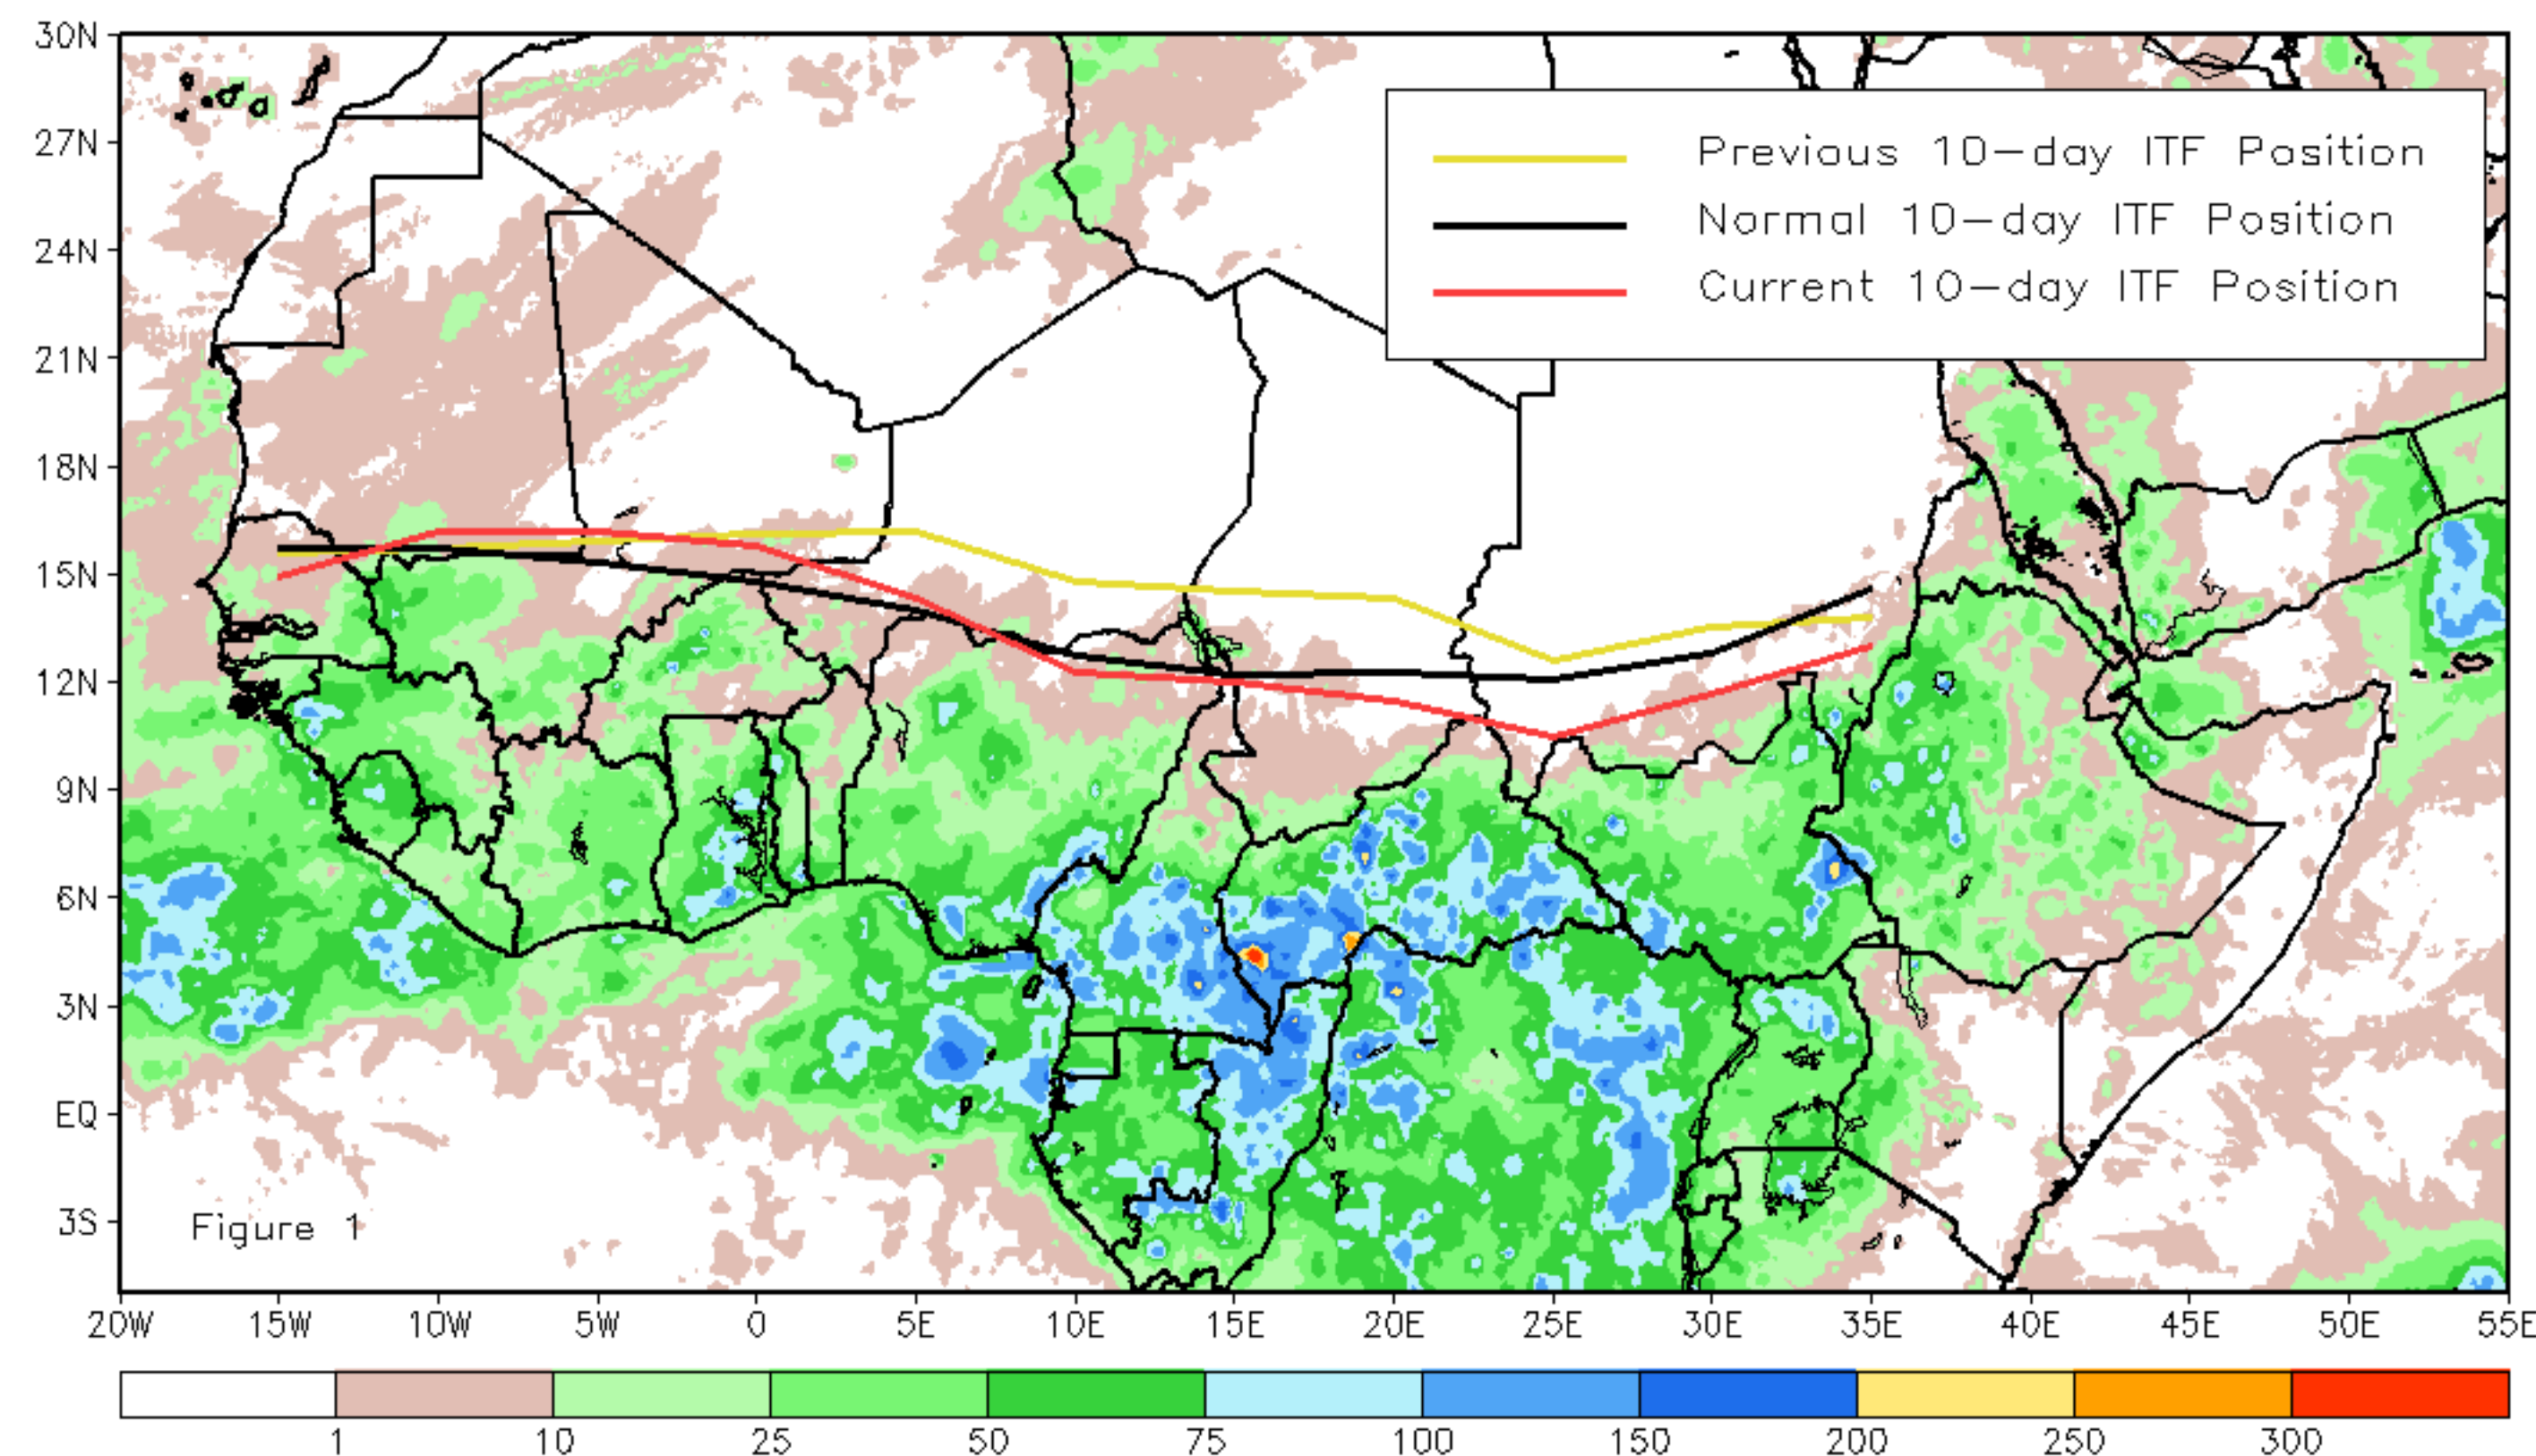 30N
27N
24N
21N
18N
15N
12N
9N
6N
3N
EQ
3S
Previous 10-day ITF Position
Normal 10-day ITF Position
Current 10-day ITF Position
Figure 1
20W 15W 10W 5W 0 5E 10E 15E 20E 25E 30E 35E 40E 45E 50E 55E
1 10 25 50 75 100 150 200 250 300